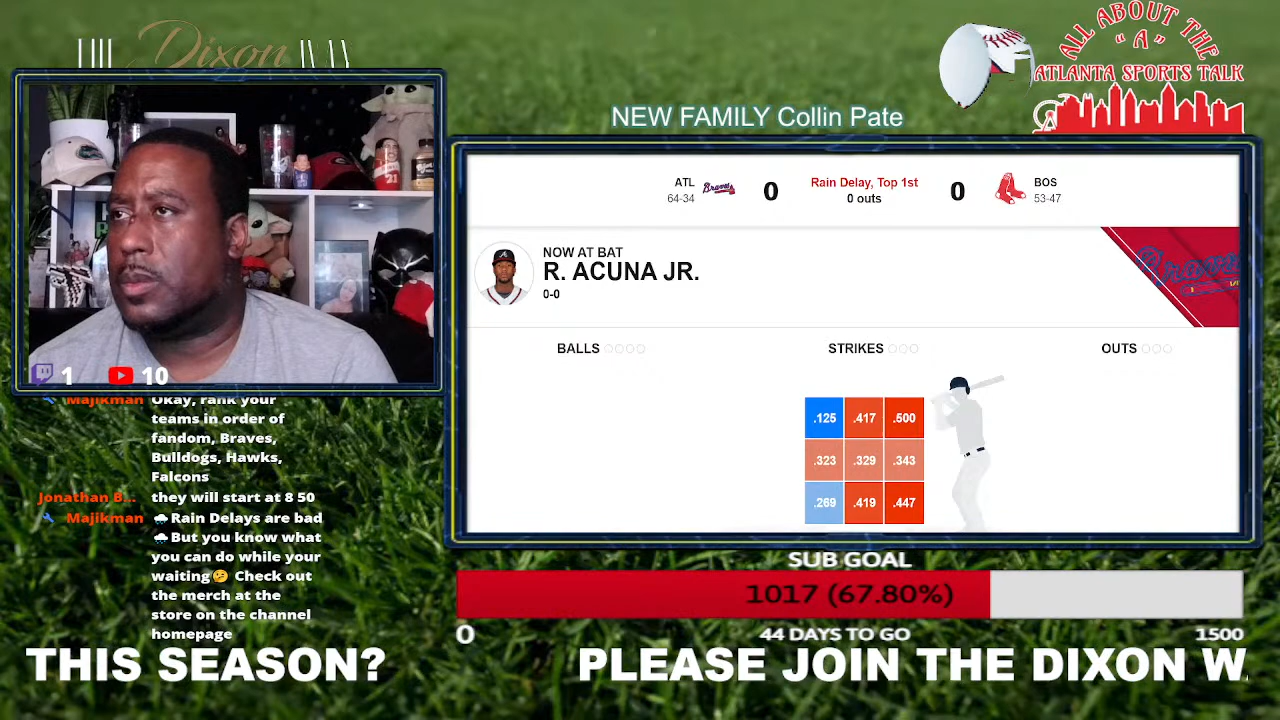 Dixon
ALL ABOUT THE
"A"
ATLANTA SPORTS TALK
NEW FAMILY Collin Pate
ATL
64-34
Braves
0
Rain Delay, Top 1st
0 outs
0
BOS
53-47
NOW AT BAT
R. ACUNA JR.
0-0
Braves
BALLS
STRIKES
OUTS
.125 .417 .500
.323 .329 .343
.269 .419 .447
1
10
Majikman Okay, rank your
teams in order of
fandom, Braves,
Bulldogs, Hawks,
Falcons
Jonathan B... they will start at 8 50
Majikman 🌧Rain Delays are bad
🌧But you know what
you can do while your
waiting🤔 Check out
the merch at the
store on the channel
homepage
SUB GOAL
1017 (67.80%)
0
44 DAYS TO GO
1500
THIS SEASON? PLEASE JOIN THE DIXON W